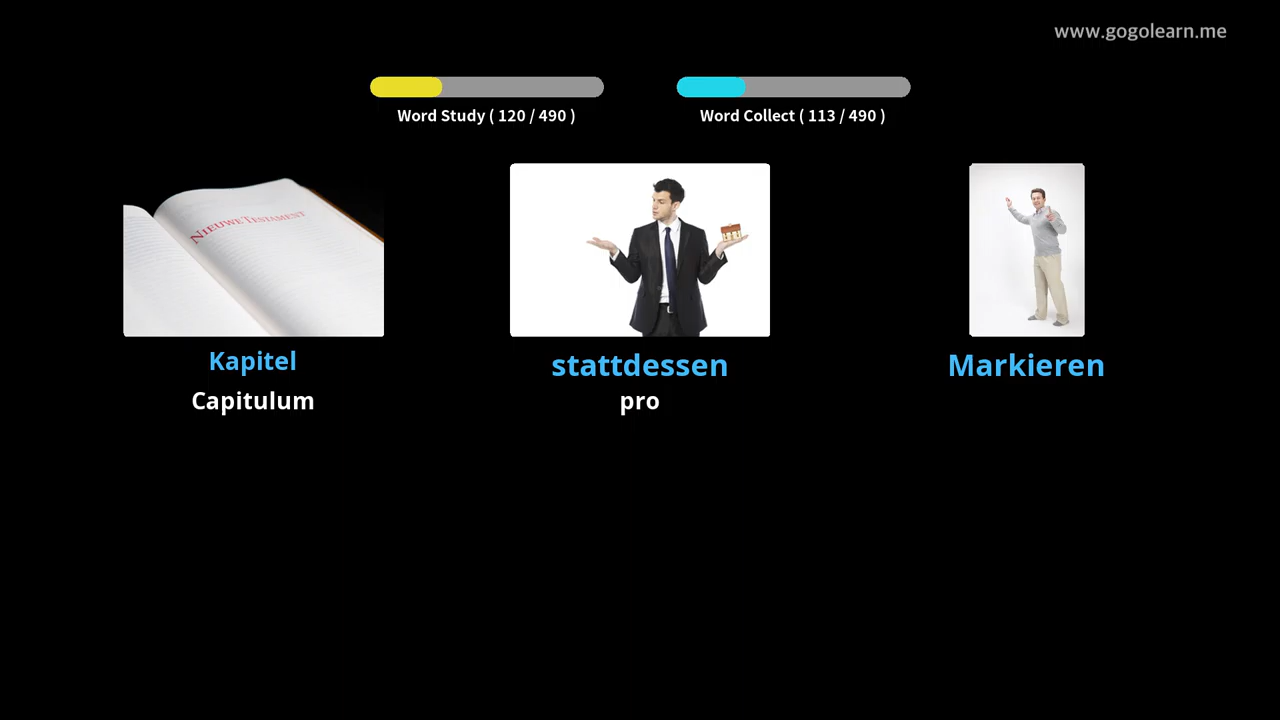 www.gogolearn.me
Word Study ( 120 / 490 )
Word Collect ( 113 / 490 )
NIEUWE TESTAMENT
Kapitel
stattdessen
Markieren
Capitulum
pro